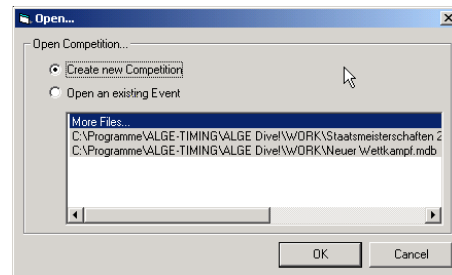 Open...
Open Competition...
Create new Competition
Open an existing Event
More Files...
C:\Programme\ALGE-TIMING\ALGE Dive!\WORK\Staatsmeisterschaften 2
C:\Programme\ALGE-TIMING\ALGE Dive!\WORK\Neuer Wettkampf.mdb
OK Cancel